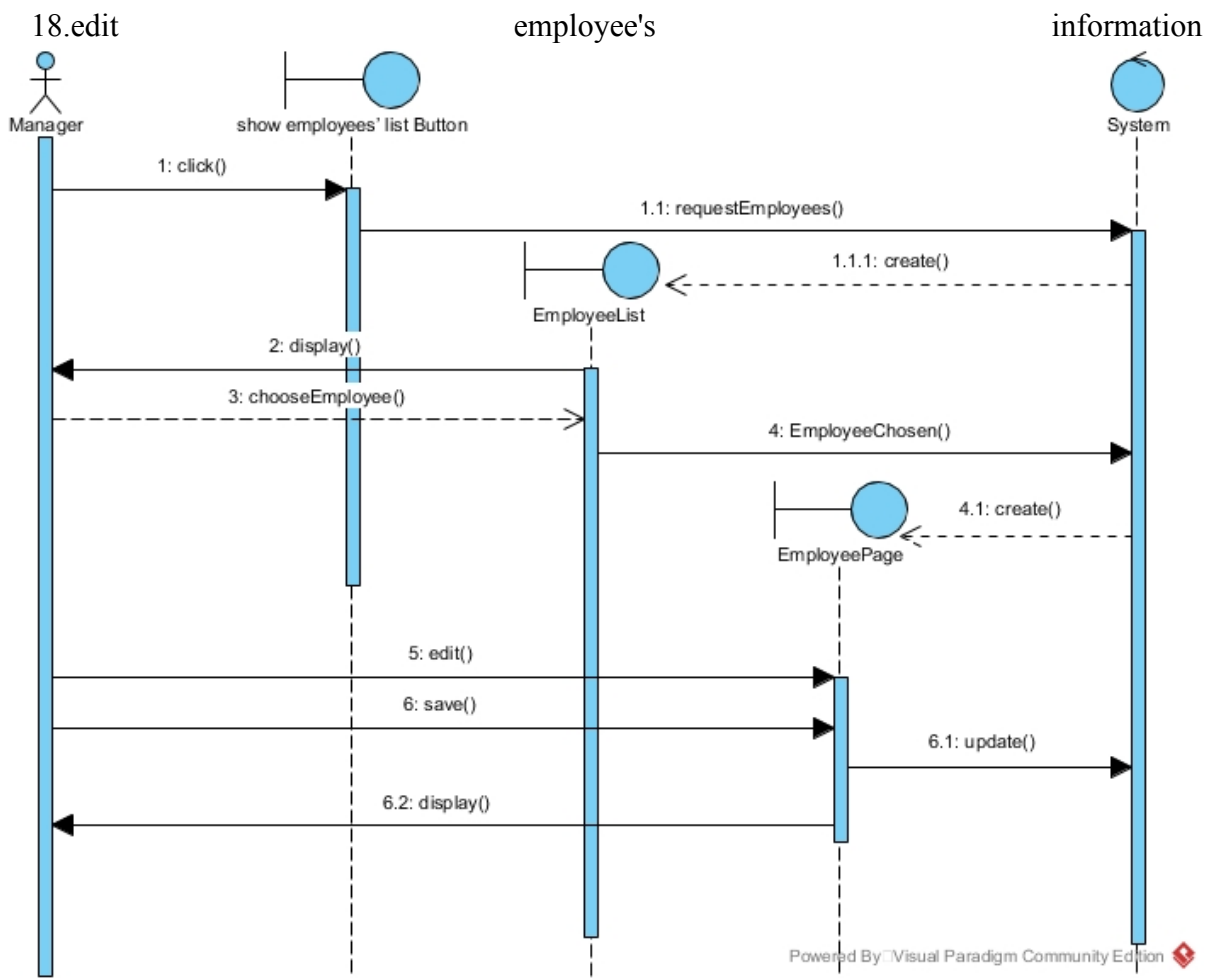 18.edit employee's information
Manager
show employees' list Button
System
1: click()
1.1: requestEmployees()
1.1.1: create()
EmployeeList
2: display()
3: chooseEmployee()
4: EmployeeChosen()
4.1: create()
EmployeePage
5: edit()
6: save()
6.1: update()
6.2: display()
Powered By Visual Paradigm Community Edition